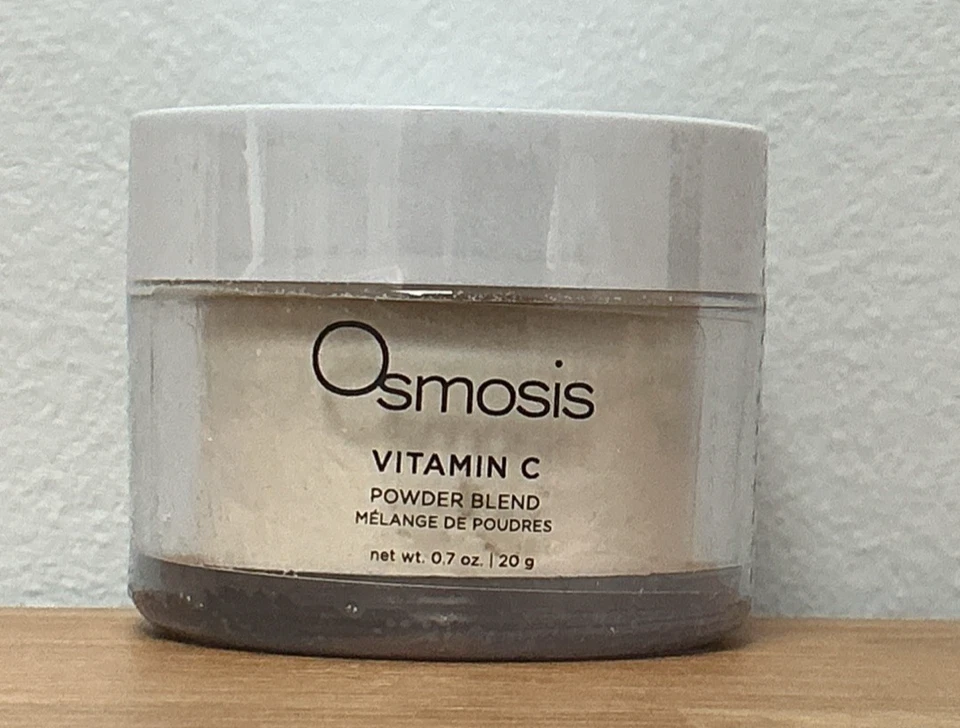 Osmosis
VITAMIN C
POWDER BLEND
MÉLANGE DE POUDRES
net wt. 0.7 oz. | 20 g